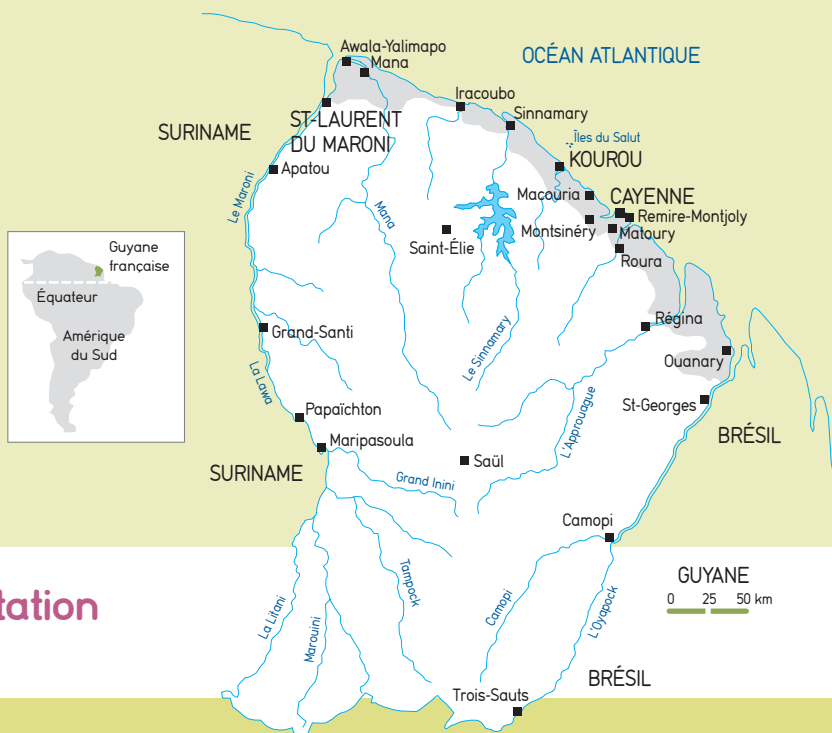 Awala-Yalimapo
Mana
OCÉAN ATLANTIQUE
Iracoubo
Sinnamary
ST-LAURENT
DU MARONI
SURINAME
Îles du Salut
KOUROU
Apatou
Le Maroni
Mana
Macouria
CAYENNE
Remire-Montjoly
Montsinéry
Matoury
Saint-Élie
Roura
Guyane
française
Équateur
Amérique
du Sud
Grand-Santi
Le Sinnamary
Régina
Ouanary
La Lawa
Papaïchton
L'Approuague
St-Georges
BRÉSIL
Maripasoula
SURINAME
Saül
Grand Inini
Camopi
tation
La Litani
Marouini
Tampock
Camopi
L'Oyapock
GUYANE
0 25 50 km
BRÉSIL
Trois-Sauts